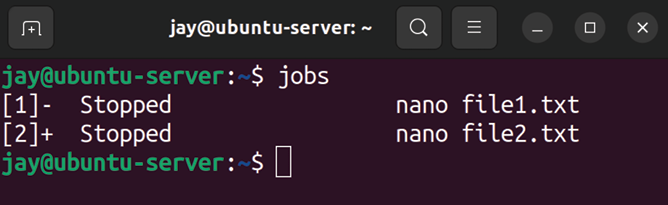 jay@ubuntu-server: ~
jay@ubuntu-server:~$ jobs
[1]-  Stopped                 nano file1.txt
[2]+  Stopped                 nano file2.txt
jay@ubuntu-server:~$